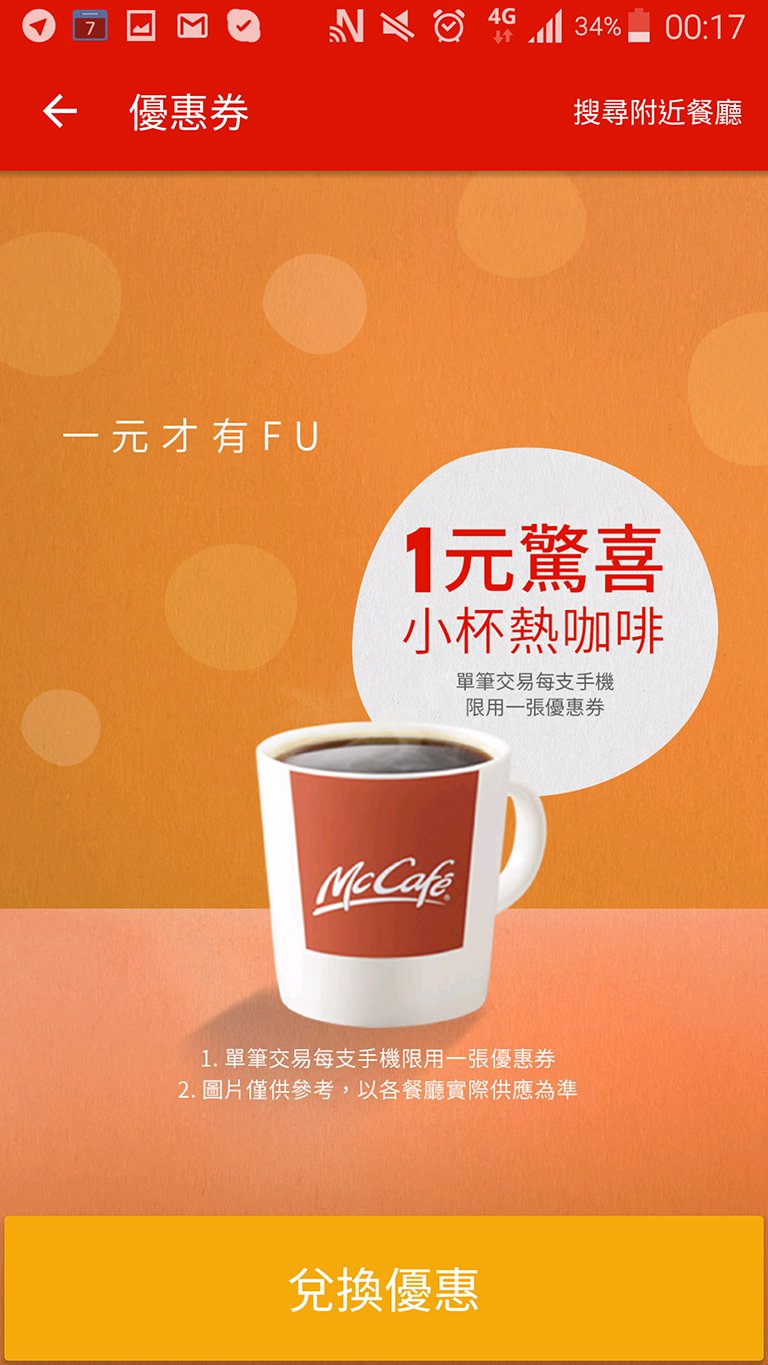 7 4G 34% 00:17
優惠券 搜尋附近餐廳
一元才有FU
1元驚喜
小杯熱咖啡
單筆交易每支手機
限用一張優惠券
McCafé®
1. 單筆交易每支手機限用一張優惠券
2. 圖片僅供參考，以各餐廳實際供應為準
兌換優惠